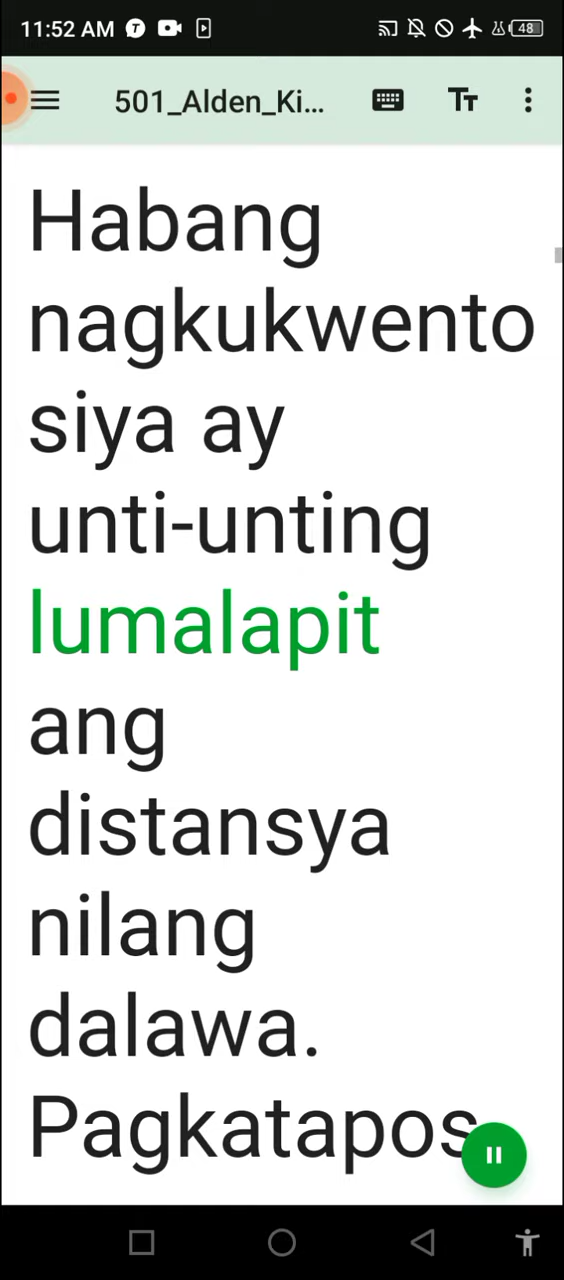 11:52 AM
48
501_Alden_Ki...
Habang
nagkukwento
siya ay
unti-unting
lumalapit
ang
distansya
nilang
dalawa.
Pagkatapos